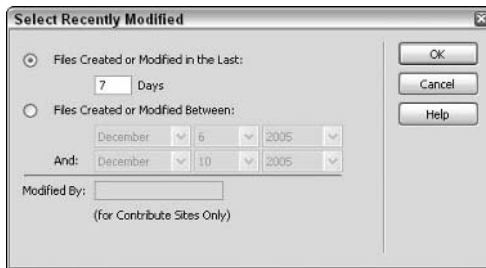 Select Recently Modified
Files Created or Modified in the Last:
7 Days
Files Created or Modified Between:
December 6 2005
And: December 10 2005
Modified By:
(for Contribute Sites Only)
OK
Cancel
Help